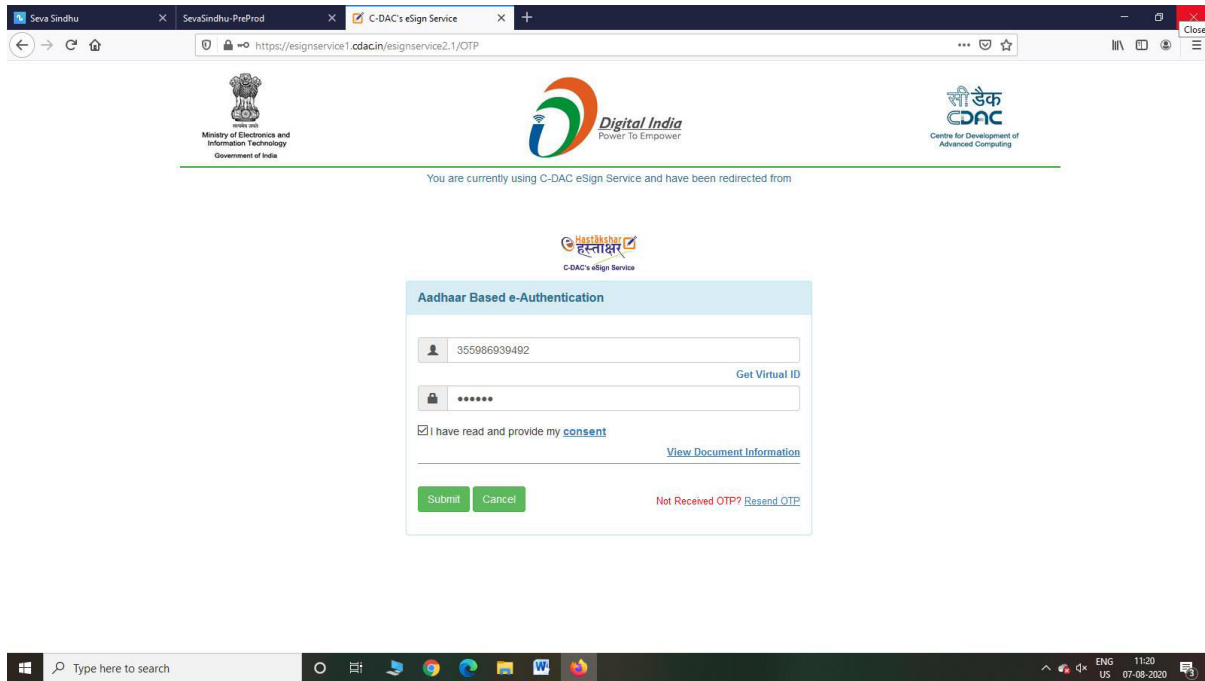 Seva Sindhu
SevaSindhu-PreProd
C-DAC's eSign Service
Close
https://esignservice1.cdac.in/esignservice2.1/OTP
Ministry of Electronics and
Information Technology
Government of India
Digital India
Power To Empower
सी डैक
CDAC
Centre for Development of
Advanced Computing
You are currently using C-DAC eSign Service and have been redirected from
Hastākshar
हस्ताक्षर
C-DAC's eSign Service
Aadhaar Based e-Authentication
355986939492
Get Virtual ID
••••••
I have read and provide my consent
View Document Information
Submit Cancel Not Received OTP? Resend OTP
Type here to search
ENG 11:20
US 07-08-2020
3